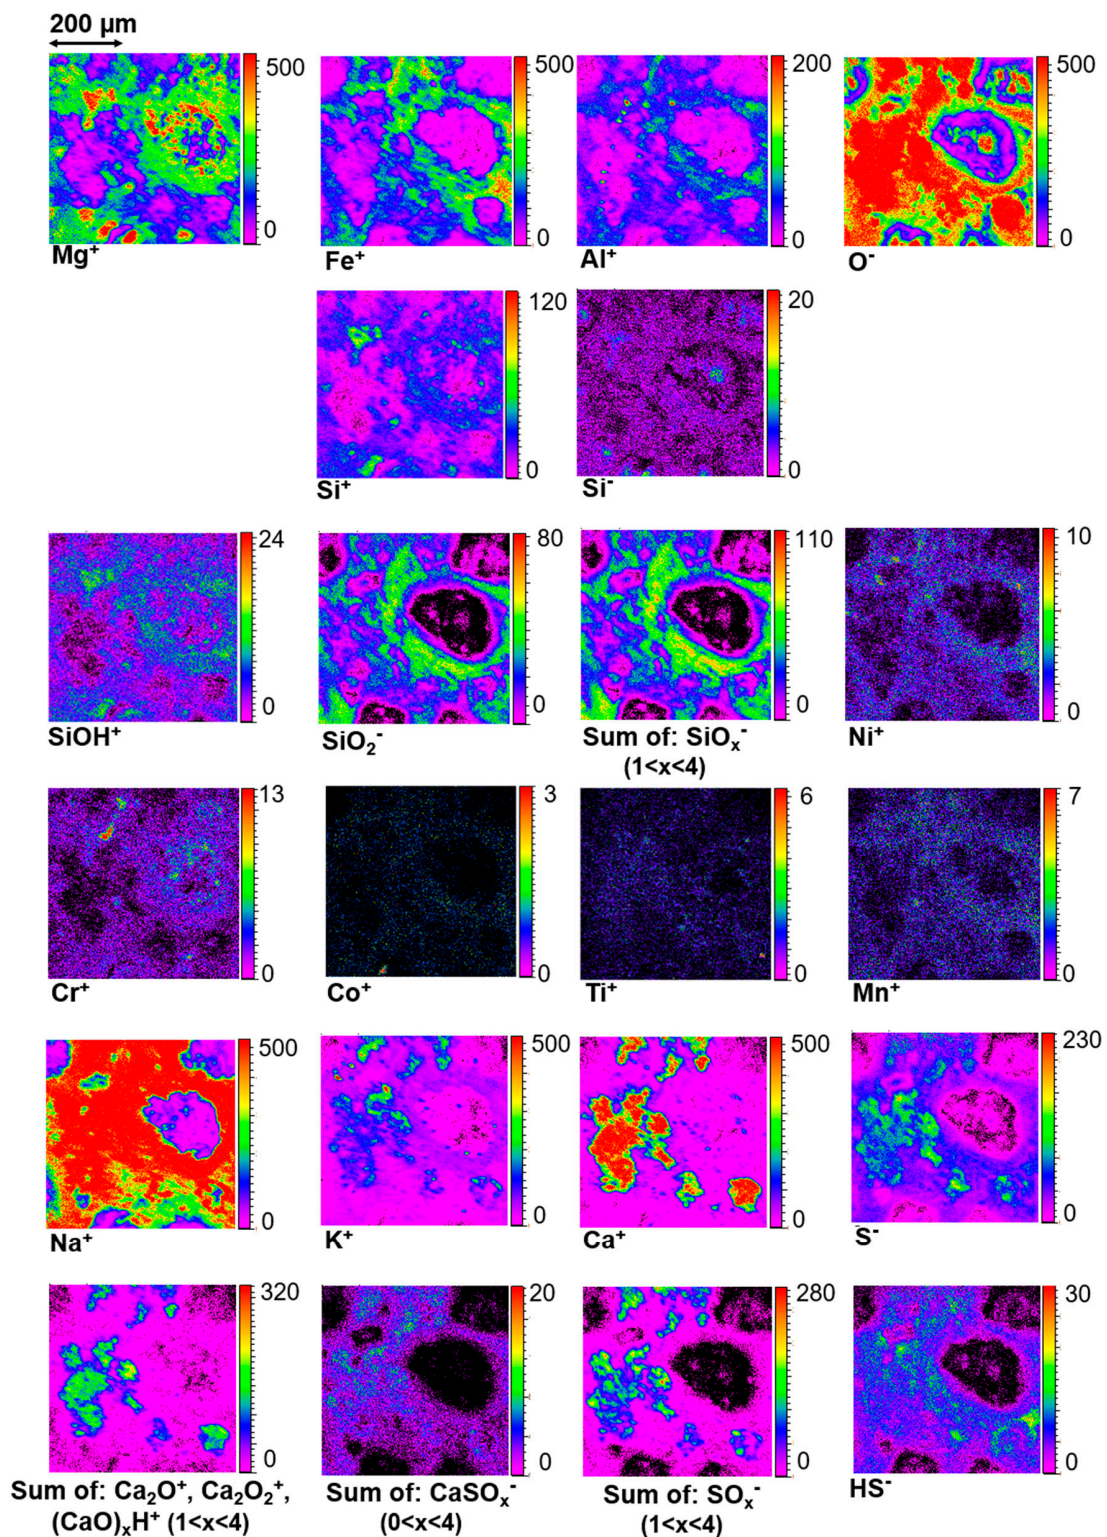 200 µm
500
0
Mg⁺
500
0
Fe⁺
200
0
Al⁺
500
0
O⁻
120
0
Si⁺
20
0
Si⁻
24
0
SiOH⁺
80
0
SiO₂⁻
110
0
Sum of: SiOₓ⁻
(1<x<4)
10
0
Ni⁺
13
0
Cr⁺
3
0
Co⁺
6
0
Ti⁺
7
0
Mn⁺
500
0
Na⁺
500
0
K⁺
500
0
Ca⁺
230
0
S⁻
320
0
Sum of: Ca₂O⁺, Ca₂O₂⁺,
(CaO)ₓH⁺ (1<x<4)
20
0
Sum of: CaSOₓ⁻
(0<x<4)
280
0
Sum of: SOₓ⁻
(1<x<4)
30
0
HS⁻